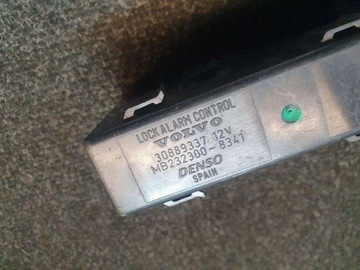 LOCK ALARM CONTROL
VOLVO
30889337 12V
MB232300-8341
DENSO
SPAIN